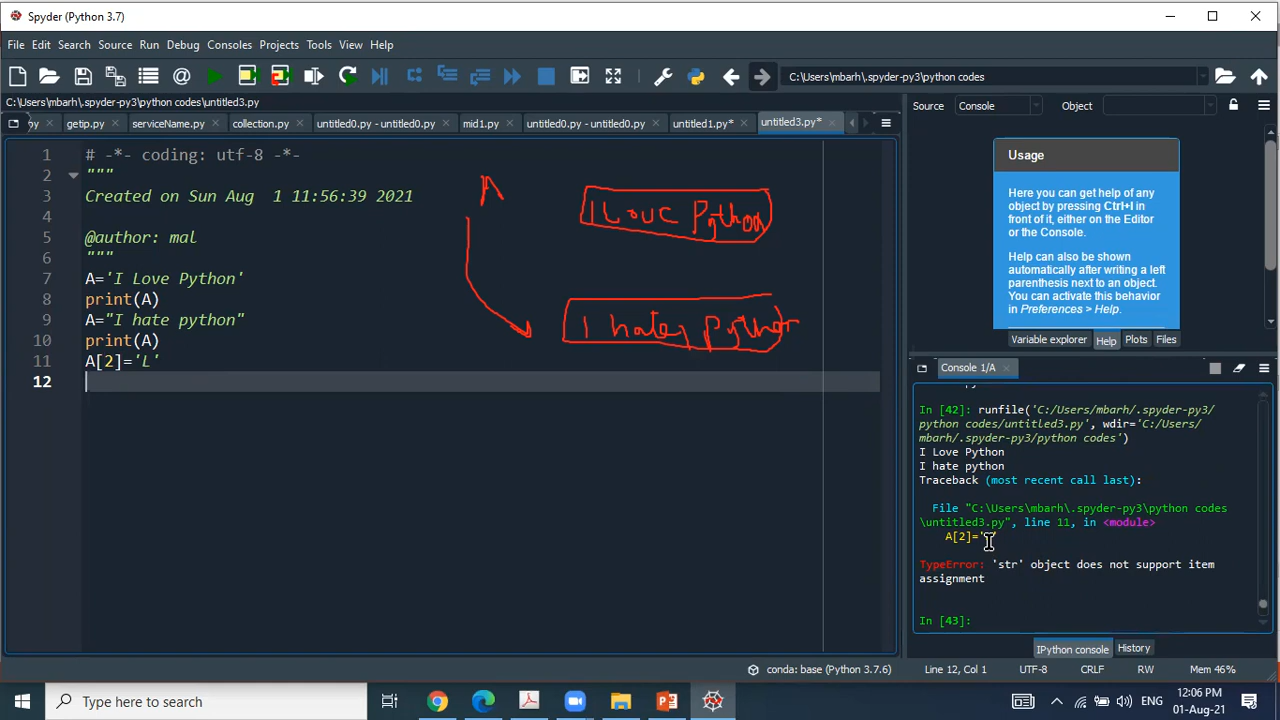 Spyder (Python 3.7)
File Edit Search Source Run Debug Consoles Projects Tools View Help
C:\Users\mbarh\.spyder-py3\python codes
C:\Users\mbarh\.spyder-py3\python codes\untitled3.py
Source Console Object
py getip.py serviceName.py collection.py untitled0.py - untitled0.py mid1.py untitled0.py - untitled0.py untitled1.py* untitled3.py*
1 # -*- coding: utf-8 -*-
2 """
3 Created on Sun Aug  1 11:56:39 2021
4
5 @author: mal
6 """
7 A='I Love Python'
8 print(A)
9 A="I hate python"
10 print(A)
11 A[2]='L'
12
A
I Love Python
I hate Python
Usage
Here you can get help of any
object by pressing Ctrl+I in
front of it, either on the Editor
or the Console.
Help can also be shown
automatically after writing a left
parenthesis next to an object.
You can activate this behavior
in Preferences > Help.
Variable explorer Help Plots Files
Console 1/A
In [42]: runfile('C:/Users/mbarh/.spyder-py3/
python codes/untitled3.py', wdir='C:/Users/
mbarh/.spyder-py3/python codes')
I Love Python
I hate python
Traceback (most recent call last):
File "C:\Users\mbarh\.spyder-py3\python codes
\untitled3.py", line 11, in <module>
A[2]='
TypeError: 'str' object does not support item
assignment
In [43]:
IPython console History
conda: base (Python 3.7.6) Line 12, Col 1 UTF-8 CRLF RW Mem 46%
Type here to search
ENG
12:06 PM
01-Aug-21